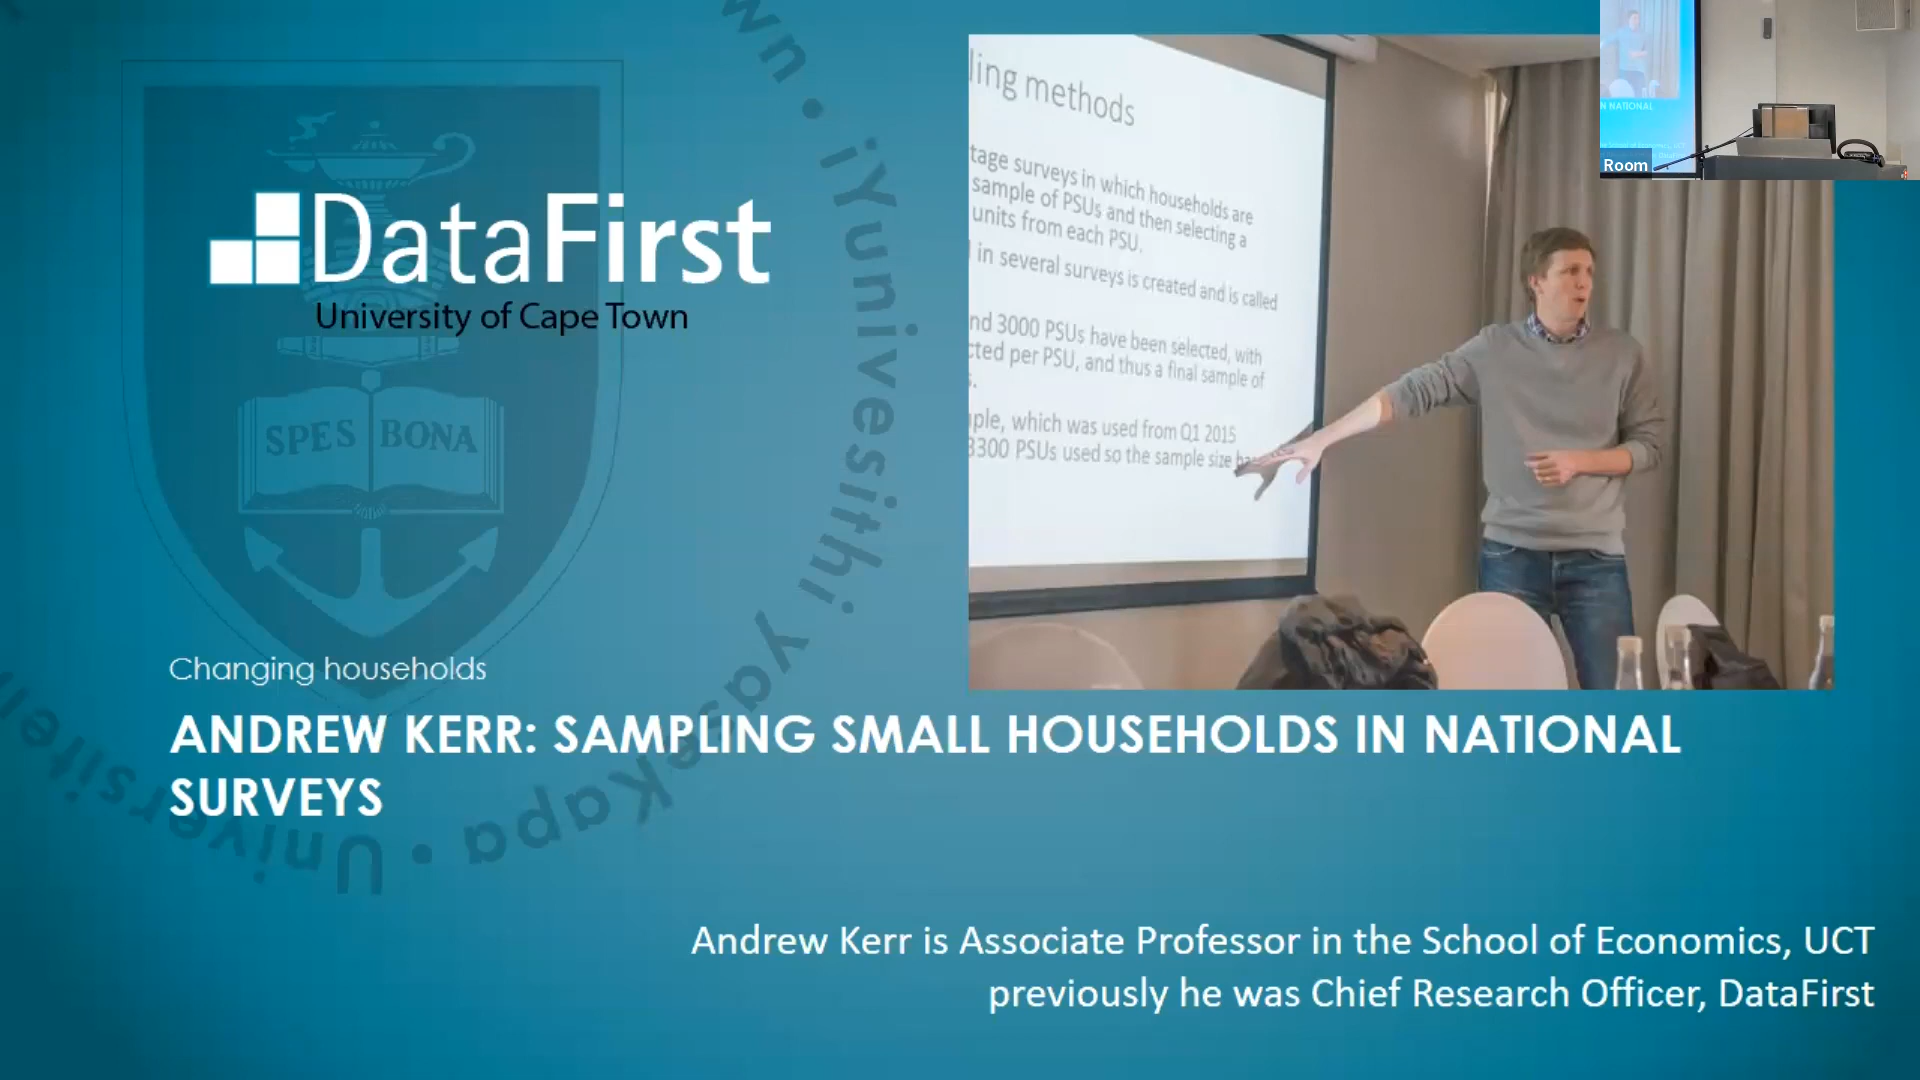 DataFirst
University of Cape Town
SPES BONA
iYunivesithi yaseKapa • Universiteit
wn •
Changing households
ANDREW KERR: SAMPLING SMALL HOUSEHOLDS IN NATIONAL
SURVEYS
Andrew Kerr is Associate Professor in the School of Economics, UCT
previously he was Chief Research Officer, DataFirst
ling methods
tage surveys in which households are
sample of PSUs and then selecting a
units from each PSU.
in several surveys is created and is called
nd 3000 PSUs have been selected, with
cted per PSU, and thus a final sample of
s.
ple, which was used from Q1 2015
3300 PSUs used so the sample size
N NATIONAL
Room